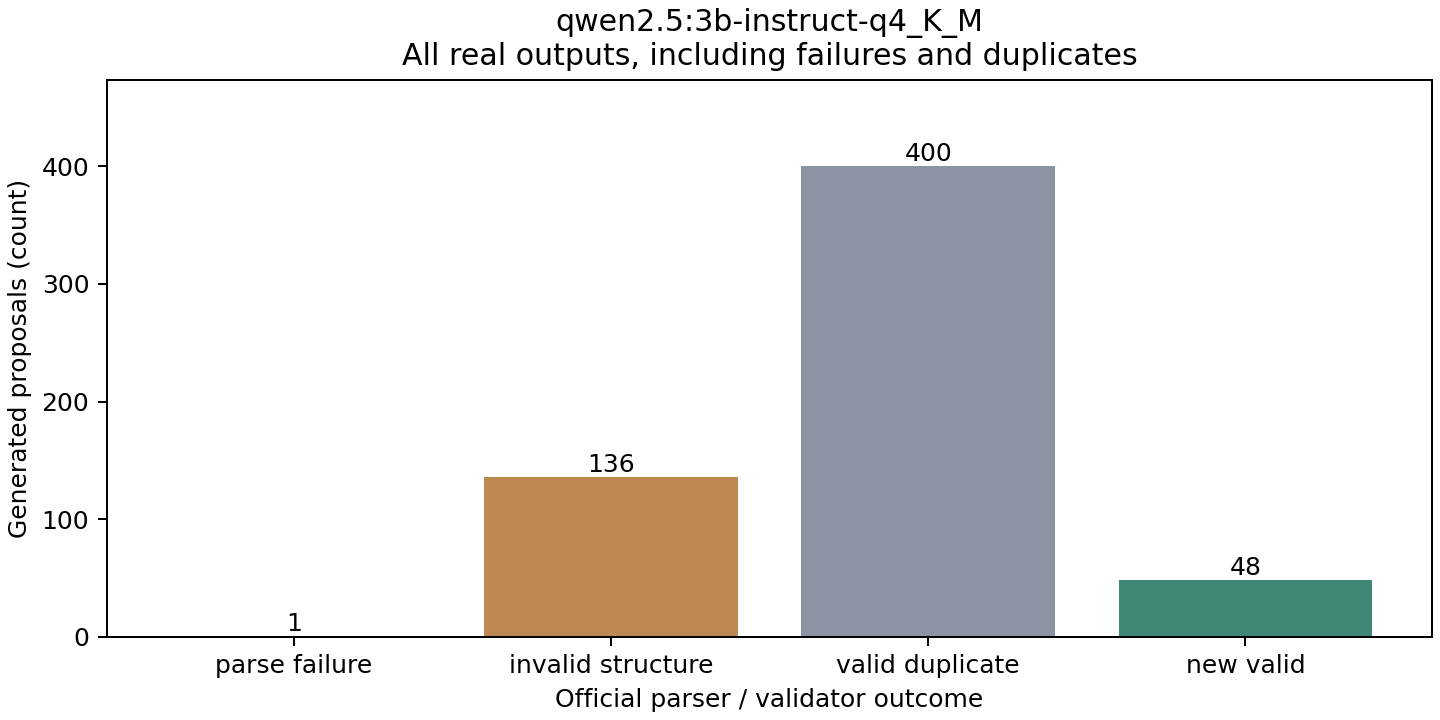 qwen2.5:3b-instruct-q4_K_M
All real outputs, including failures and duplicates
Generated proposals (count)
400
300
200
100
0
1
136
400
48
parse failure
invalid structure
valid duplicate
new valid
Official parser / validator outcome